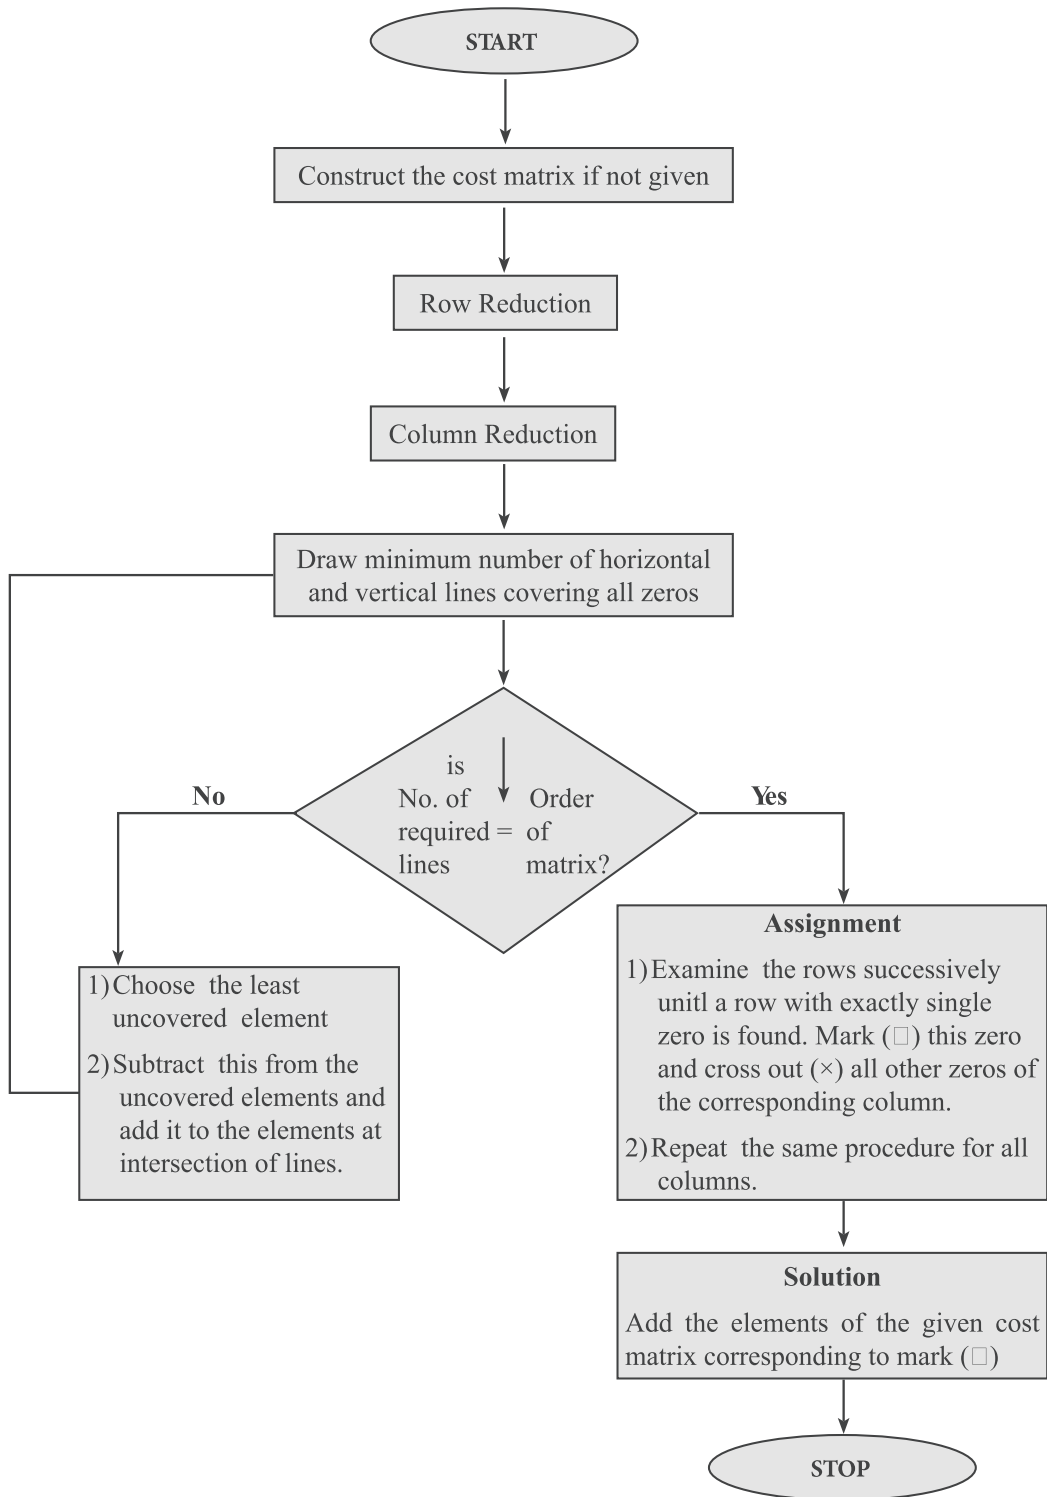 START
Construct the cost matrix if not given
Row Reduction
Column Reduction
Draw minimum number of horizontal
and vertical lines covering all zeros
is
No. of Order
required = of
lines matrix?
No
Yes
1) Choose the least
uncovered element
2) Subtract this from the
uncovered elements and
add it to the elements at
intersection of lines.
Assignment
1) Examine the rows successively
unitl a row with exactly single
zero is found. Mark (□) this zero
and cross out (×) all other zeros of
the corresponding column.
2) Repeat the same procedure for all
columns.
Solution
Add the elements of the given cost
matrix corresponding to mark (□)
STOP